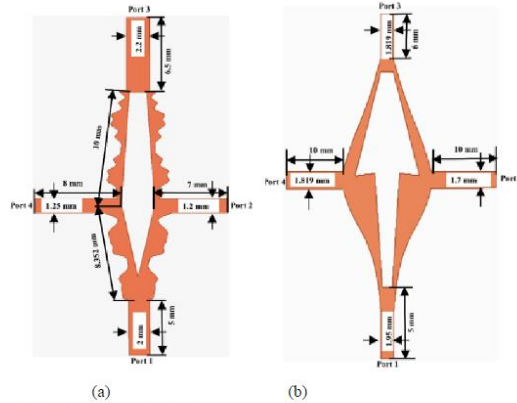 Port 3
2.2 mm
6.5 mm
10 mm
8 mm
7 mm
Port 4
1.25 mm
1.2 mm
Port 2
8.352 mm
2 mm
5 mm
Port 1
(a)
Port 3
1.819 mm
6 mm
10 mm
10 mm
Port 4
1.819 mm
1.7 mm
Port2
1.95 mm
5 mm
Port1
(b)